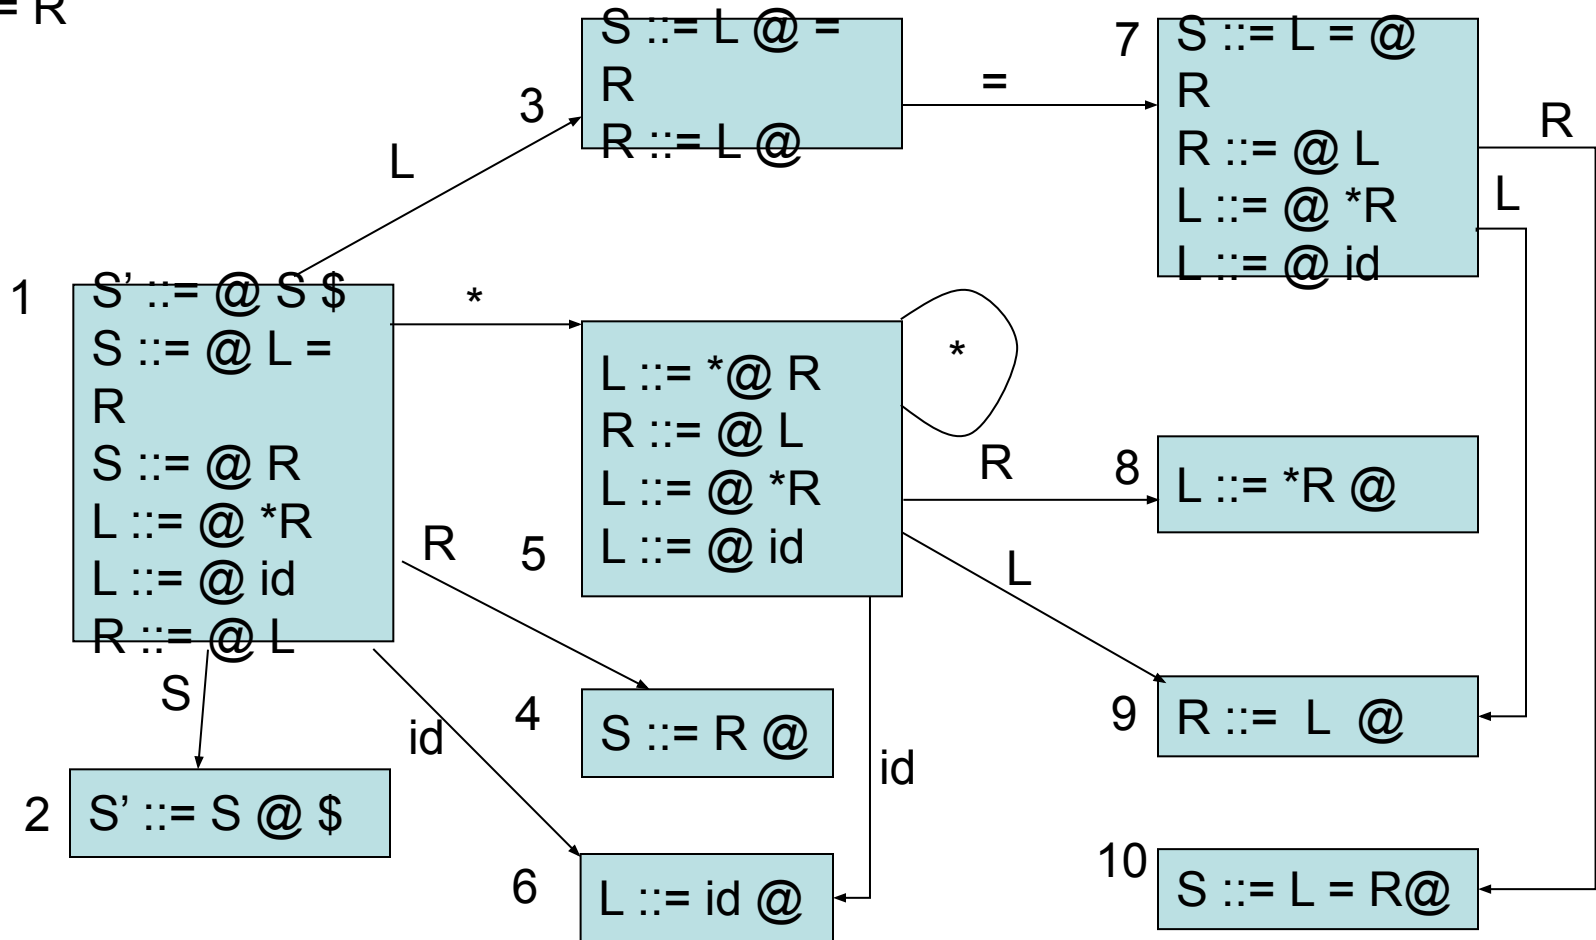 = R
3
S ::= L @ =
R
R ::= L @
=
7
S ::= L = @
R
R ::= @ L
L ::= @ *R
L ::= @ id
R
L
L
1
S’ ::= @ S $
S ::= @ L =
R
S ::= @ R
L ::= @ *R
L ::= @ id
R ::= @ L
*
5
L ::= *@ R
R ::= @ L
L ::= @ *R
L ::= @ id
*
R
8
L ::= *R @
L
R
S
id
4
S ::= R @
id
9
R ::= L @
2
S’ ::= S @ $
6
L ::= id @
10
S ::= L = R@